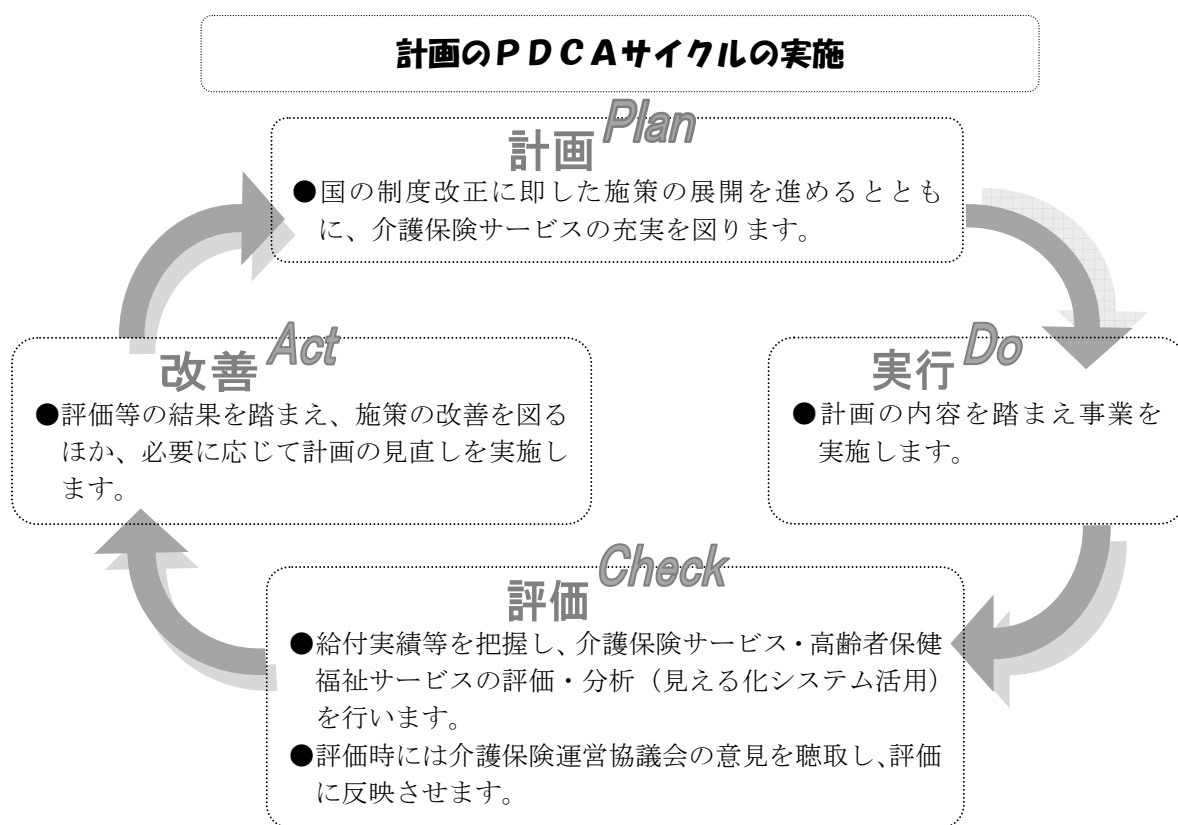 計画のPDCAサイクルの実施
計画 Plan
●国の制度改正に即した施策の展開を進めるととも
に、介護保険サービスの充実を図ります。
実行 Do
●計画の内容を踏まえ事業を
実施します。
評価 Check
●給付実績等を把握し、介護保険サービス・高齢者保健
福祉サービスの評価・分析（見える化システム活用）
を行います。
●評価時には介護保険運営協議会の意見を聴取し、評価
に反映させます。
改善 Act
●評価等の結果を踏まえ、施策の改善を図る
ほか、必要に応じて計画の見直しを実施し
ます。